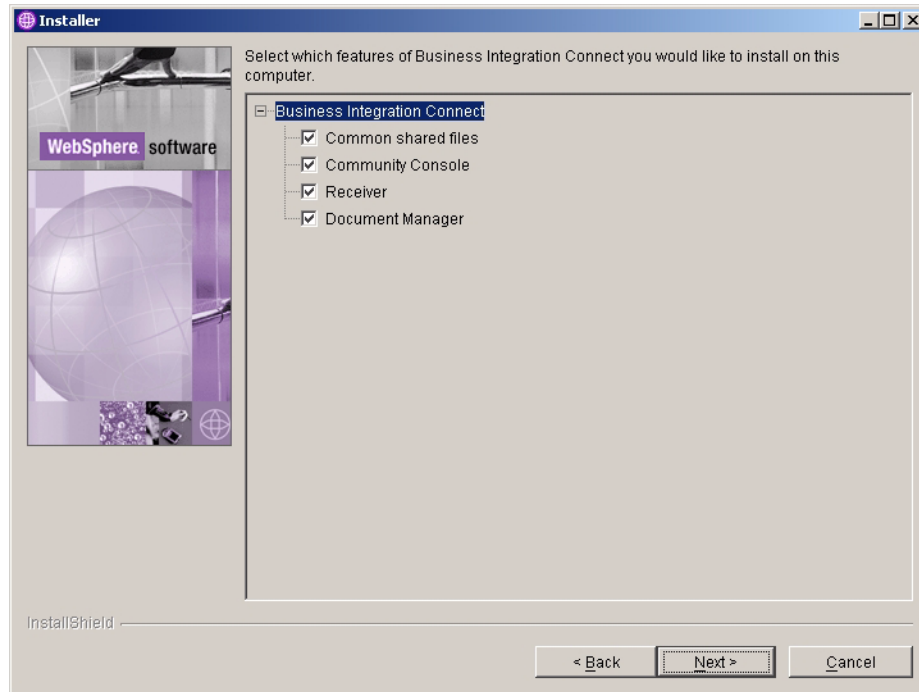 Installer
Select which features of Business Integration Connect you would like to install on this
computer.
WebSphere software
Business Integration Connect
Common shared files
Community Console
Receiver
Document Manager
InstallShield
< Back
Next >
Cancel